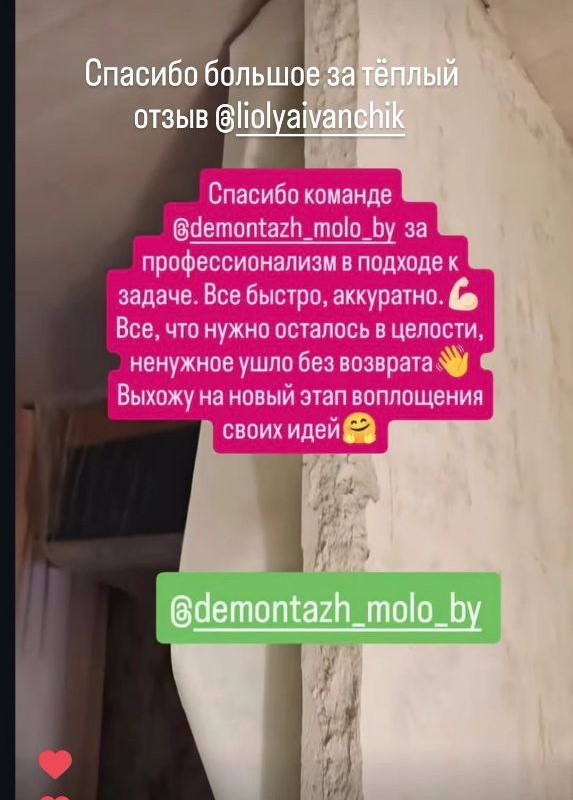 Спасибо большое за тёплый
отзыв @liolyaivanchik
Спасибо команде
@demontazh_molo_by за
профессионализм в подходе к
задаче. Все быстро, аккуратно.💪🏻
Все, что нужно осталось в целости,
ненужное ушло без возврата👋
Выхожу на новый этап воплощения
своих идей🤗
@demontazh_molo_by